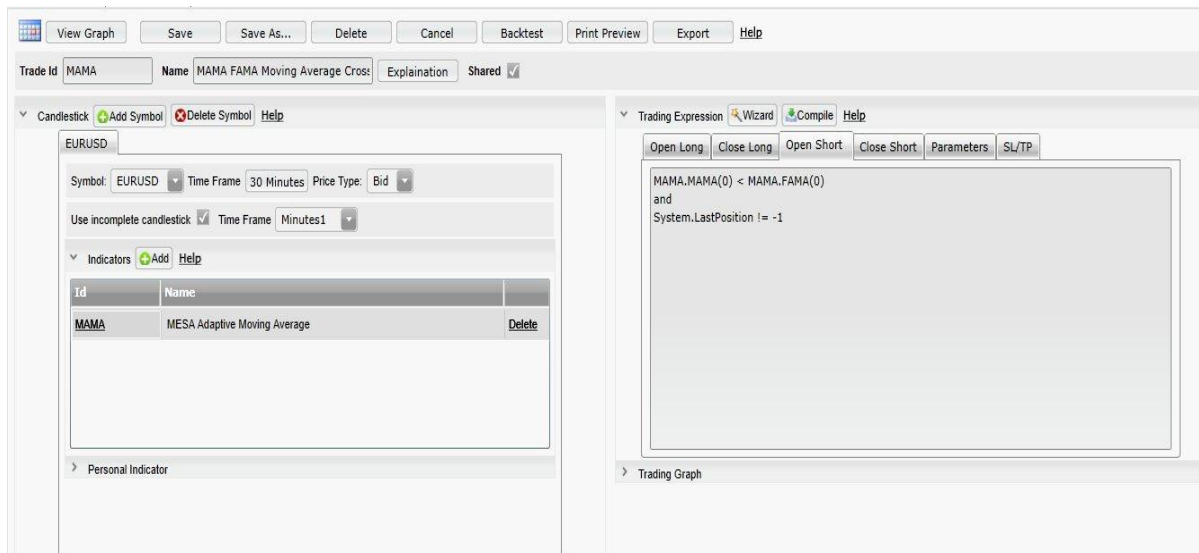 View Graph Save Save As... Delete Cancel Backtest Print Preview Export Help
Trade Id MAMA Name MAMA FAMA Moving Average Cros Explaination Shared
Candlestick Add Symbol Delete Symbol Help
EURUSD
Symbol: EURUSD Time Frame 30 Minutes Price Type: Bid
Use incomplete candlestick Time Frame Minutes1
Indicators Add Help
Id Name
MAMA MESA Adaptive Moving Average Delete
Personal Indicator
Trading Expression Wizard Compile Help
Open Long Close Long Open Short Close Short Parameters SL/TP
MAMA.MAMA(0) < MAMA.FAMA(0)
and
System.LastPosition != -1
Trading Graph